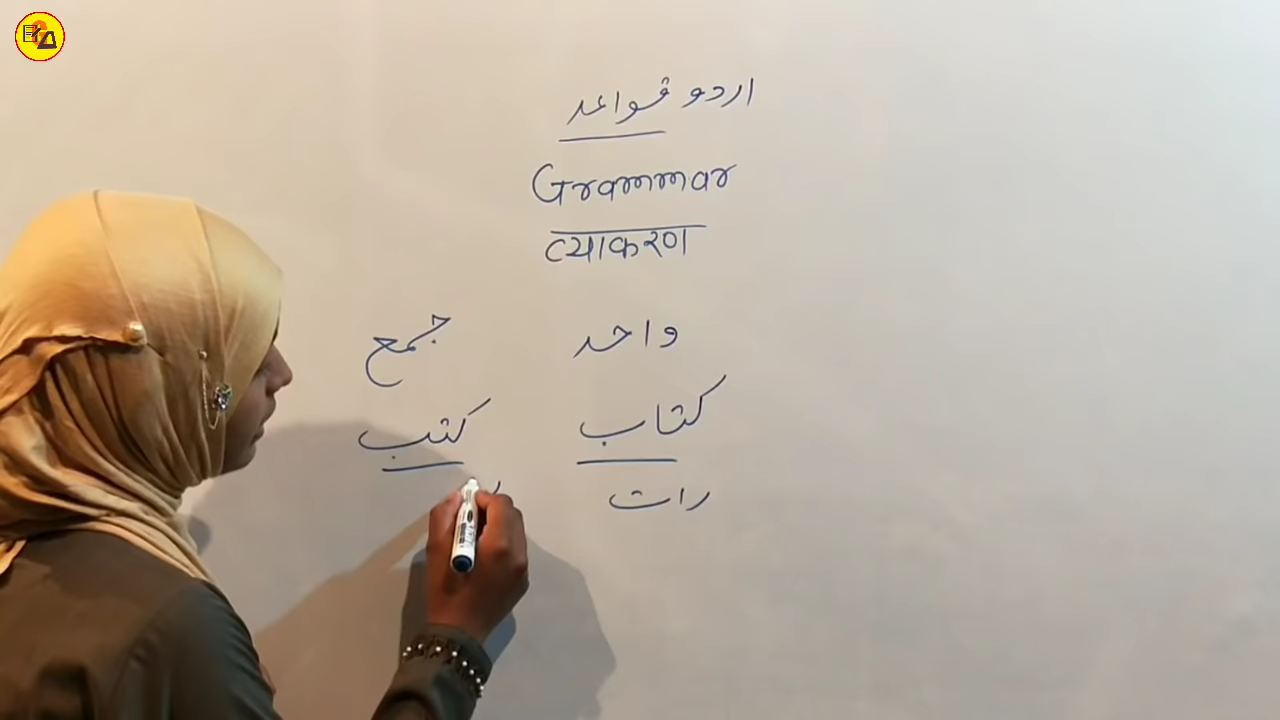 اردو قواعد
Grammar
व्याकरण
واحد جمع
کتاب کتب
رات